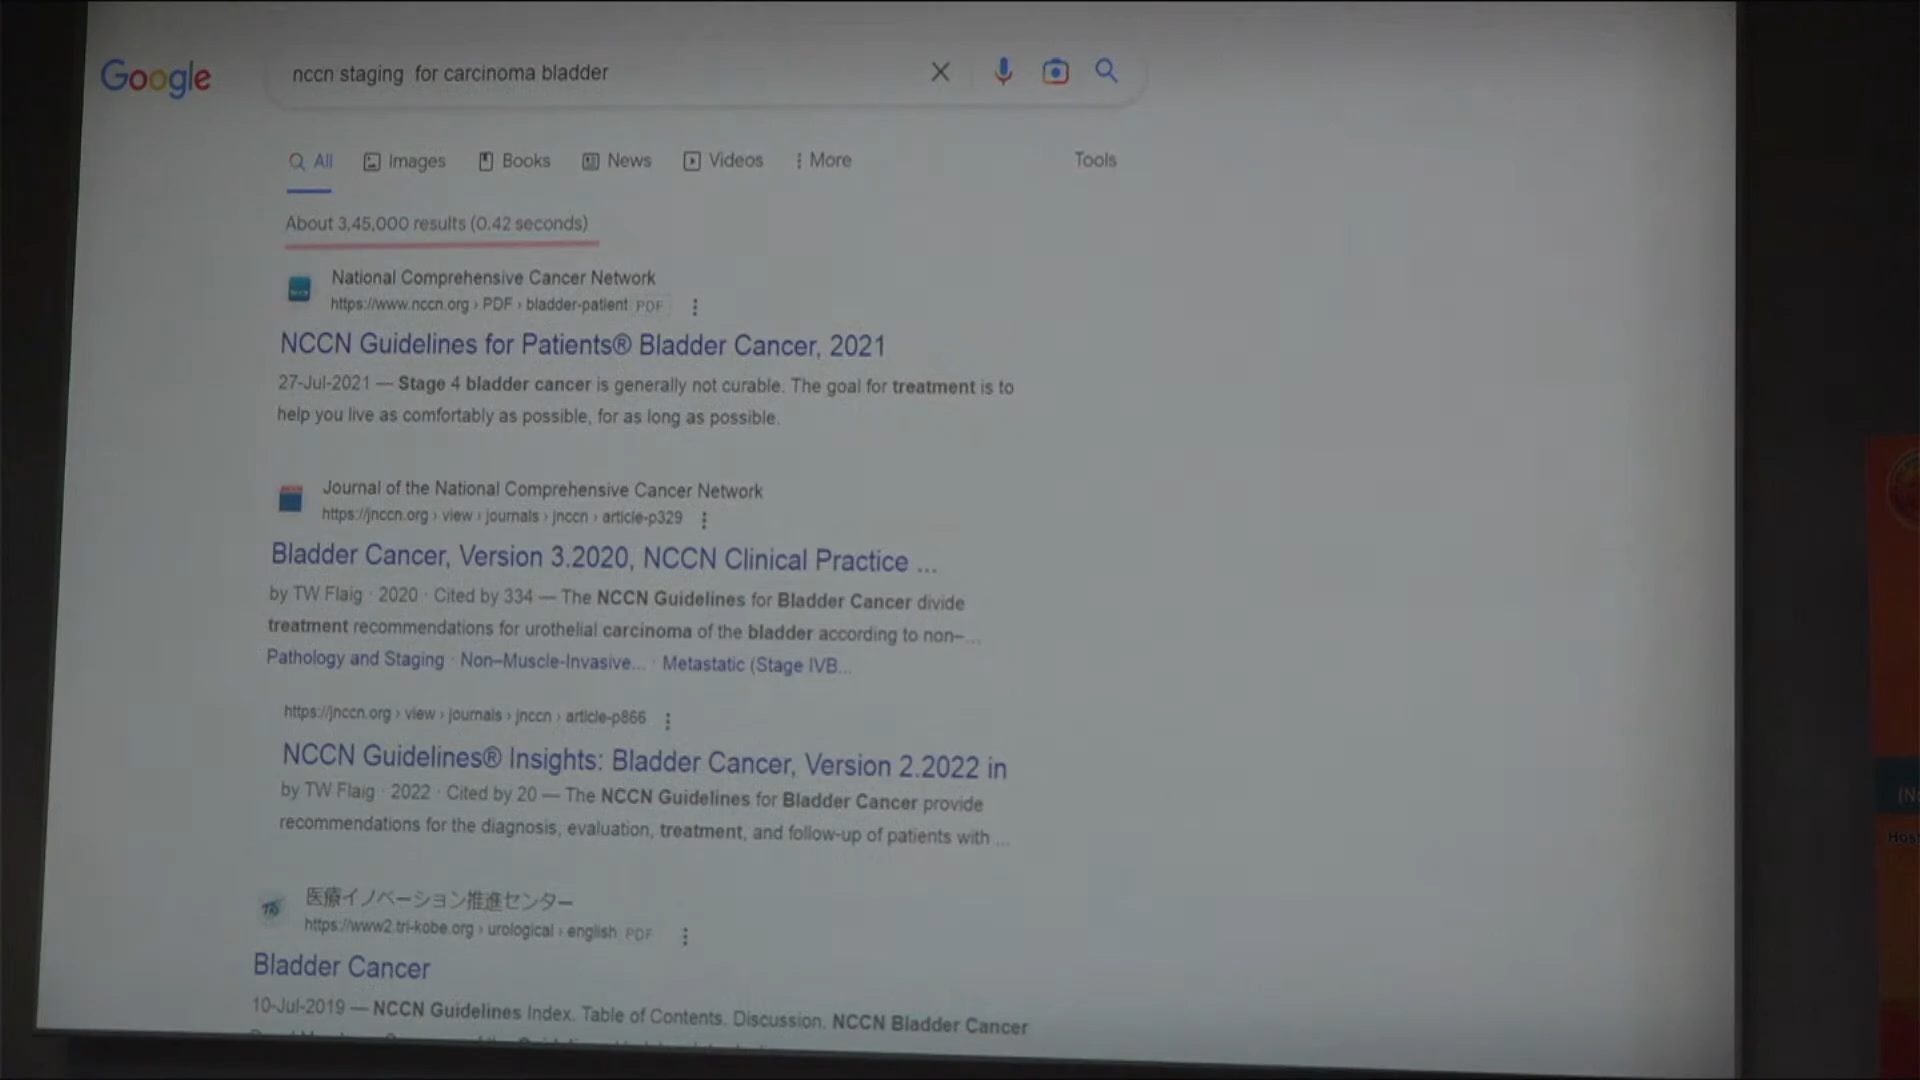 Google
nccn staging for carcinoma bladder
All Images Books News Videos More Tools
About 3,45,000 results (0.42 seconds)
National Comprehensive Cancer Network
https://www.nccn.org › PDF › bladder-patient PDF
NCCN Guidelines for Patients® Bladder Cancer, 2021
27-Jul-2021 — Stage 4 bladder cancer is generally not curable. The goal for treatment is to
help you live as comfortably as possible, for as long as possible.
Journal of the National Comprehensive Cancer Network
https://jnccn.org › view › journals › jnccn › article-p329
Bladder Cancer, Version 3.2020, NCCN Clinical Practice ...
by TW Flaig · 2020 · Cited by 334 — The NCCN Guidelines for Bladder Cancer divide
treatment recommendations for urothelial carcinoma of the bladder according to non–...
Pathology and Staging · Non–Muscle-Invasive... · Metastatic (Stage IVB...
https://jnccn.org › view › journals › jnccn › article-p866
NCCN Guidelines® Insights: Bladder Cancer, Version 2.2022 in
by TW Flaig · 2022 · Cited by 20 — The NCCN Guidelines for Bladder Cancer provide
recommendations for the diagnosis, evaluation, treatment, and follow-up of patients with ...
医療イノベーション推進センター
https://www2.tri-kobe.org › urological › english PDF
Bladder Cancer
10-Jul-2019 — NCCN Guidelines Index. Table of Contents. Discussion. NCCN Bladder Cancer